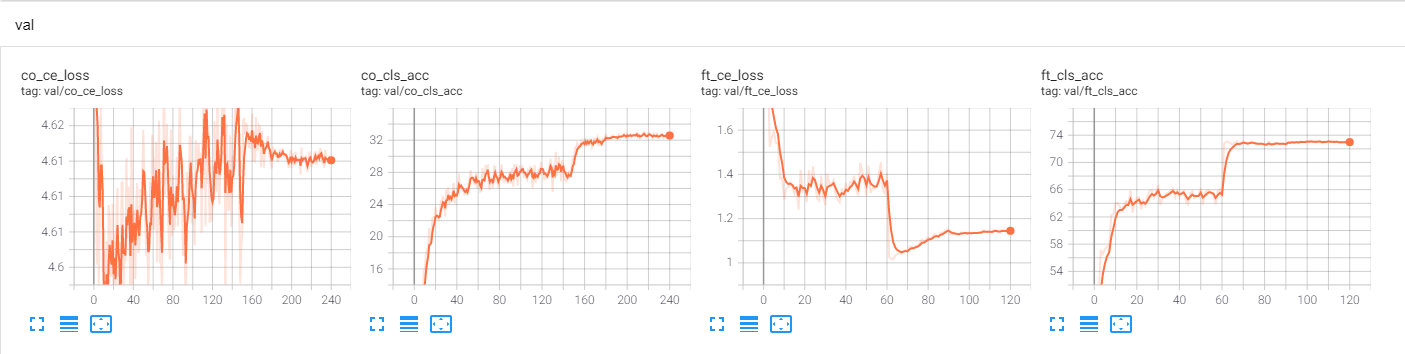 val
co_ce_loss
tag: val/co_ce_loss
4.62
4.61
4.61
4.61
4.6
0 40 80 120 160 200 240
co_cls_acc
tag: val/co_cls_acc
32
28
24
20
16
0 40 80 120 160 200 240
ft_ce_loss
tag: val/ft_ce_loss
1.6
1.4
1.2
1
0 20 40 60 80 100 120
ft_cls_acc
tag: val/ft_cls_acc
74
70
66
62
58
54
0 20 40 60 80 100 120